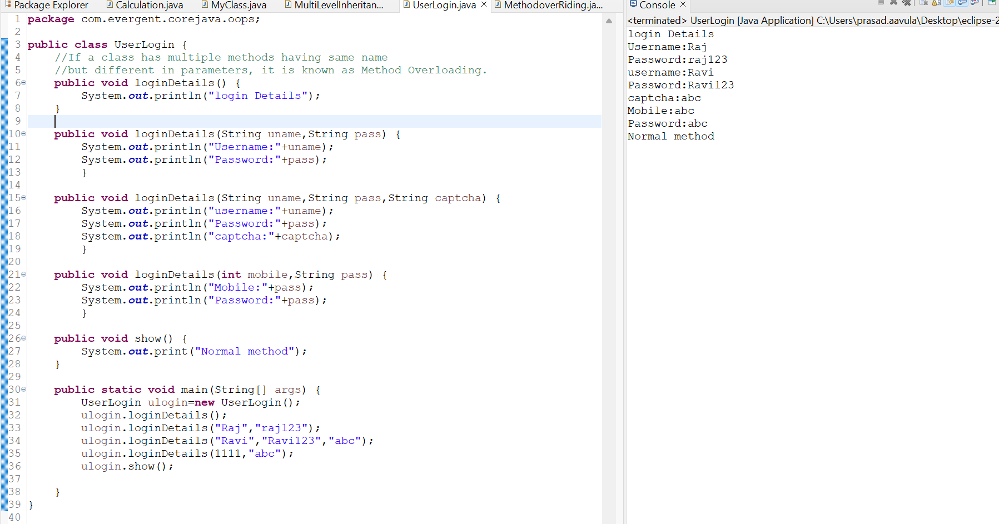 Package Explorer Calculation.java MyClass.java MultiLevelInheritan... UserLogin.java MethodoverRiding.ja...
1 package com.evergent.corejava.oops;
2
3 public class UserLogin {
4 //If a class has multiple methods having same name
5 //but different in parameters, it is known as Method Overloading.
6 public void loginDetails() {
7 System.out.println("login Details");
8 }
9
10 public void loginDetails(String uname,String pass) {
11 System.out.println("Username:"+uname);
12 System.out.println("Password:"+pass);
13 }
14
15 public void loginDetails(String uname,String pass,String captcha) {
16 System.out.println("username:"+uname);
17 System.out.println("Password:"+pass);
18 System.out.println("captcha:"+captcha);
19 }
20
21 public void loginDetails(int mobile,String pass) {
22 System.out.println("Mobile:"+pass);
23 System.out.println("Password:"+pass);
24 }
25
26 public void show() {
27 System.out.print("Normal method");
28 }
29
30 public static void main(String[] args) {
31 UserLogin ulogin=new UserLogin();
32 ulogin.loginDetails();
33 ulogin.loginDetails("Raj","raj123");
34 ulogin.loginDetails("Ravi","Ravi123","abc");
35 ulogin.loginDetails(1111,"abc");
36 ulogin.show();
37
38 }
39 }
40
Console
<terminated> UserLogin [Java Application] C:\Users\prasad.aavula\Desktop\eclipse-2
login Details
Username:Raj
Password:raj123
username:Ravi
Password:Ravi123
captcha:abc
Mobile:abc
Password:abc
Normal method